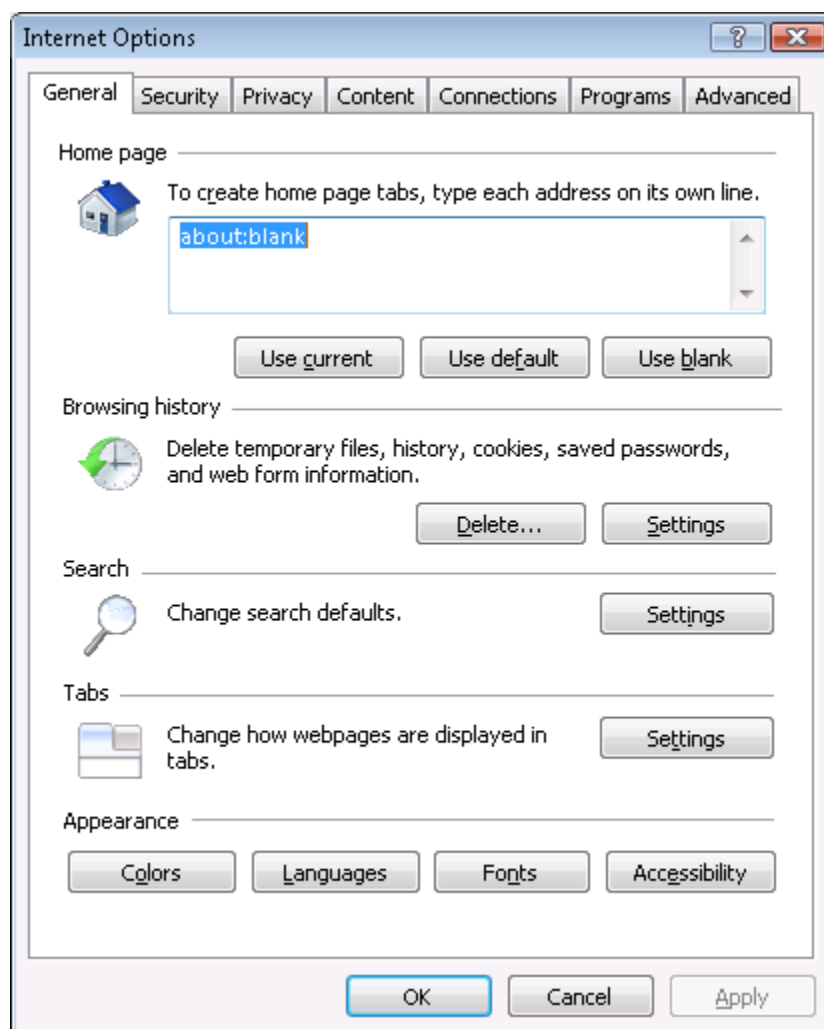 Internet Options
General Security Privacy Content Connections Programs Advanced
Home page
To create home page tabs, type each address on its own line.
about:blank
Use current Use default Use blank
Browsing history
Delete temporary files, history, cookies, saved passwords,
and web form information.
Delete... Settings
Search
Change search defaults. Settings
Tabs
Change how webpages are displayed in
tabs.
Settings
Appearance
Colors Languages Fonts Accessibility
OK Cancel Apply